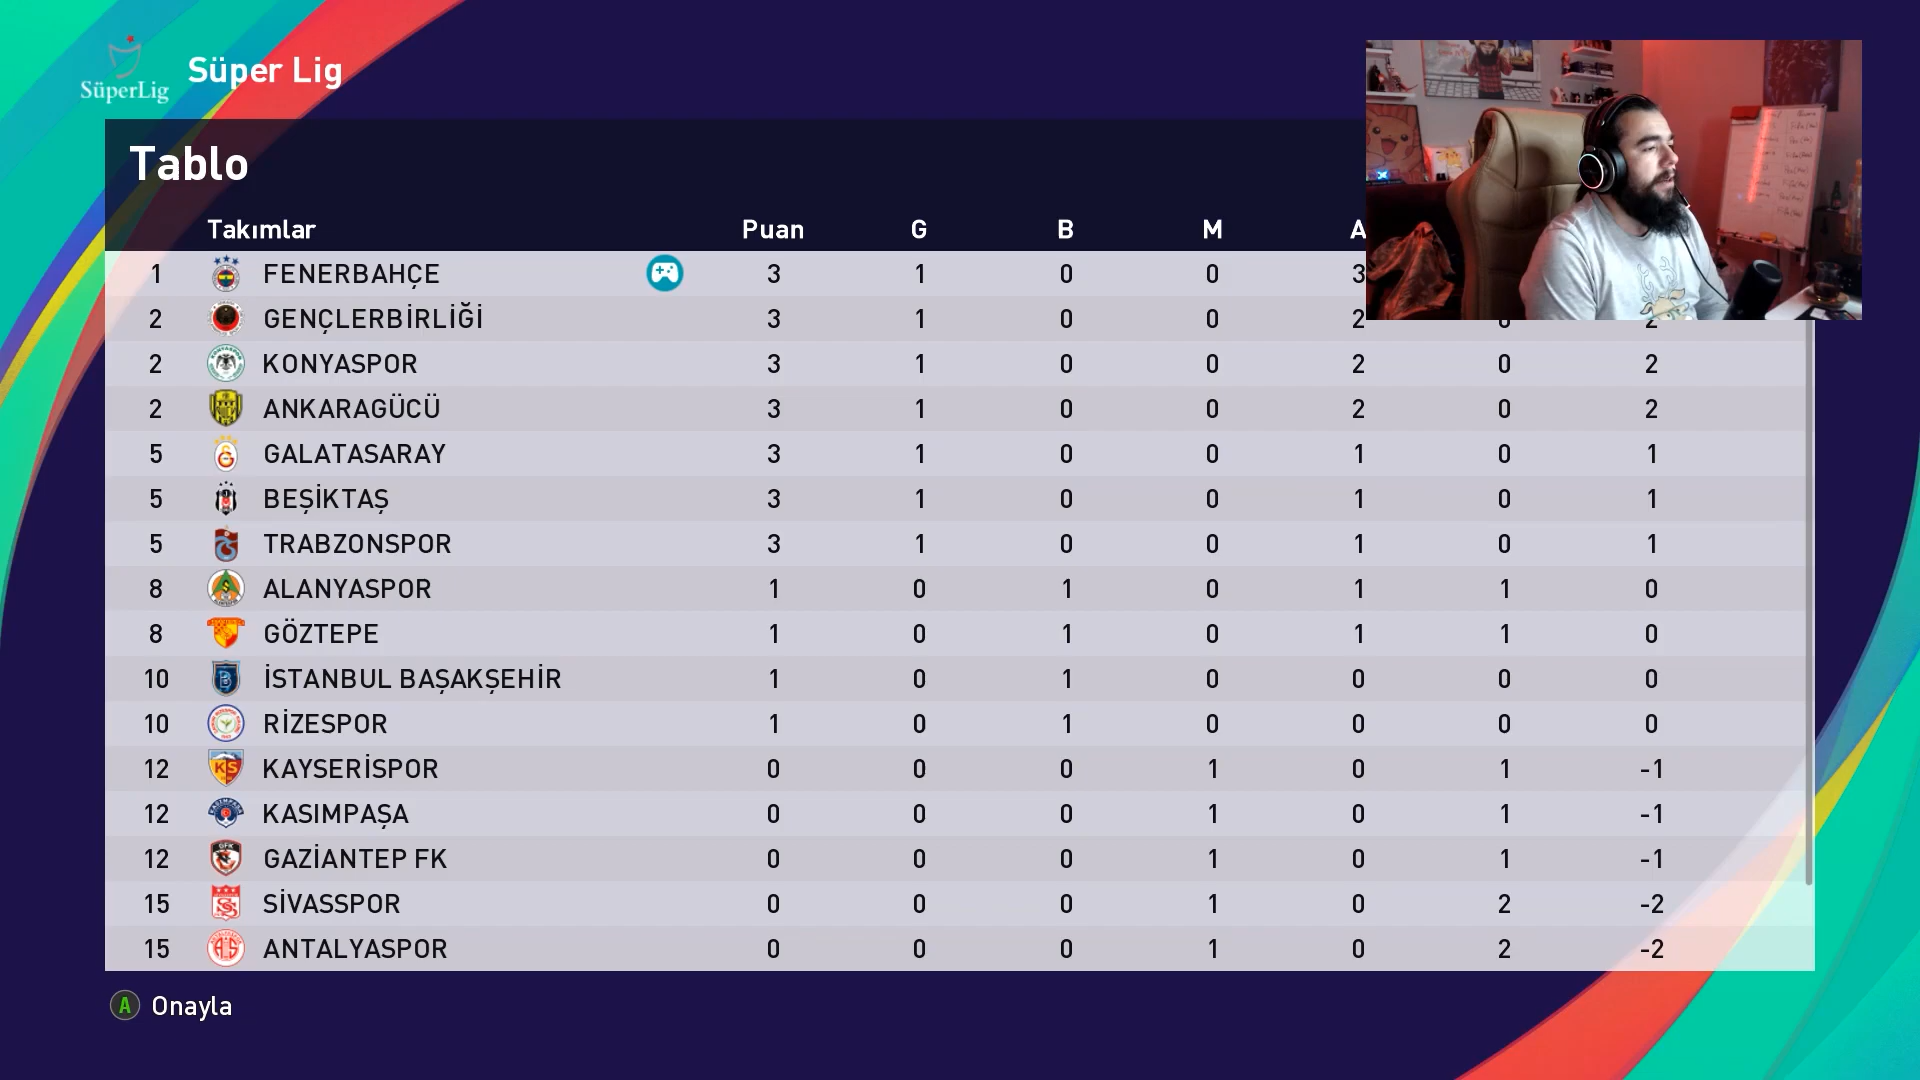 SüperLig Süper Lig
Tablo
Takımlar Puan G B M A
1 FENERBAHÇE 3 1 0 0 3
2 GENÇLERBİRLİĞİ 3 1 0 0 2 0 2
2 KONYASPOR 3 1 0 0 2 0 2
2 ANKARAGÜCÜ 3 1 0 0 2 0 2
5 GALATASARAY 3 1 0 0 1 0 1
5 BEŞİKTAŞ 3 1 0 0 1 0 1
5 TRABZONSPOR 3 1 0 0 1 0 1
8 ALANYASPOR 1 0 1 0 1 1 0
8 GÖZTEPE 1 0 1 0 1 1 0
10 İSTANBUL BAŞAKŞEHİR 1 0 1 0 0 0 0
10 RİZESPOR 1 0 1 0 0 0 0
12 KAYSERİSPOR 0 0 0 1 0 1 -1
12 KASIMPAŞA 0 0 0 1 0 1 -1
12 GAZİANTEP FK 0 0 0 1 0 1 -1
15 SİVASSPOR 0 0 0 1 0 2 -2
15 ANTALYASPOR 0 0 0 1 0 2 -2
A Onayla